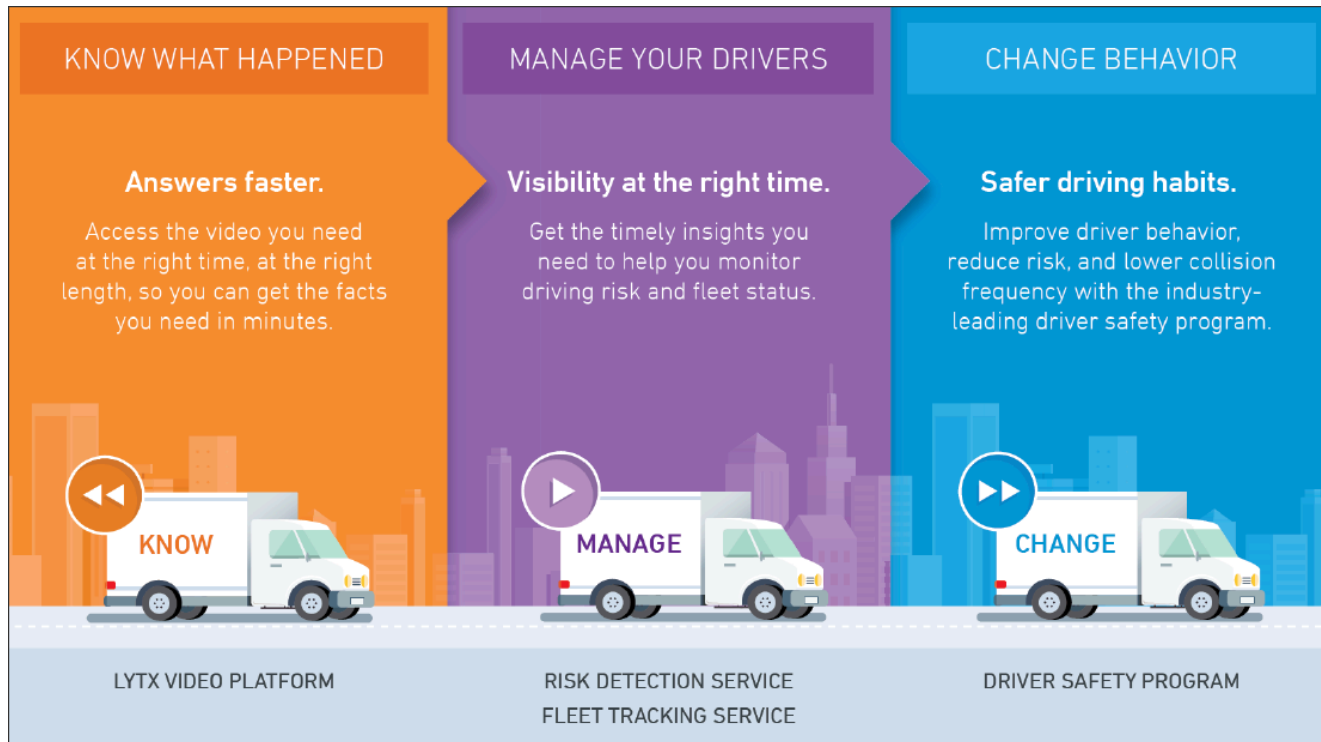 KNOW WHAT HAPPENED
Answers faster.
Access the video you need
at the right time, at the right
length, so you can get the facts
you need in minutes.
KNOW
LYTX VIDEO PLATFORM
MANAGE YOUR DRIVERS
Visibility at the right time.
Get the timely insights you
need to help you monitor
driving risk and fleet status.
MANAGE
RISK DETECTION SERVICE
FLEET TRACKING SERVICE
CHANGE BEHAVIOR
Safer driving habits.
Improve driver behavior,
reduce risk, and lower collision
frequency with the industry-
leading driver safety program.
CHANGE
DRIVER SAFETY PROGRAM